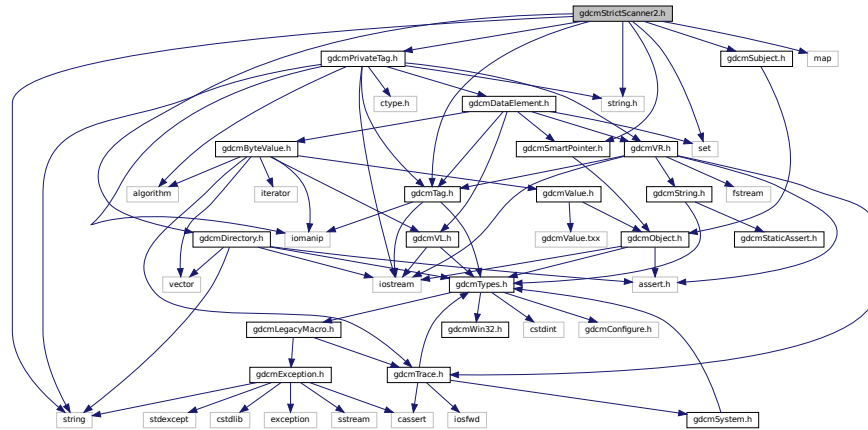 gdcmStrictScanner2.h
gdcmPrivateTag.h
gdcmSubject.h
map
ctype.h
gdcmDataElement.h
string.h
gdcmByteValue.h
gdcmSmartPointer.h
gdcmVR.h
set
algorithm
iterator
gdcmTag.h
gdcmValue.h
gdcmString.h
fstream
gdcmDirectory.h
iomanip
gdcmVL.h
gdcmValue.txx
gdcmObject.h
gdcmStaticAssert.h
vector
iostream
gdcmTypes.h
assert.h
gdcmLegacyMacro.h
gdcmWin32.h
cstdint
gdcmConfigure.h
gdcmException.h
gdcmTrace.h
string
stdexcept
cstdlib
exception
sstream
cassert
iosfwd
gdcmSystem.h